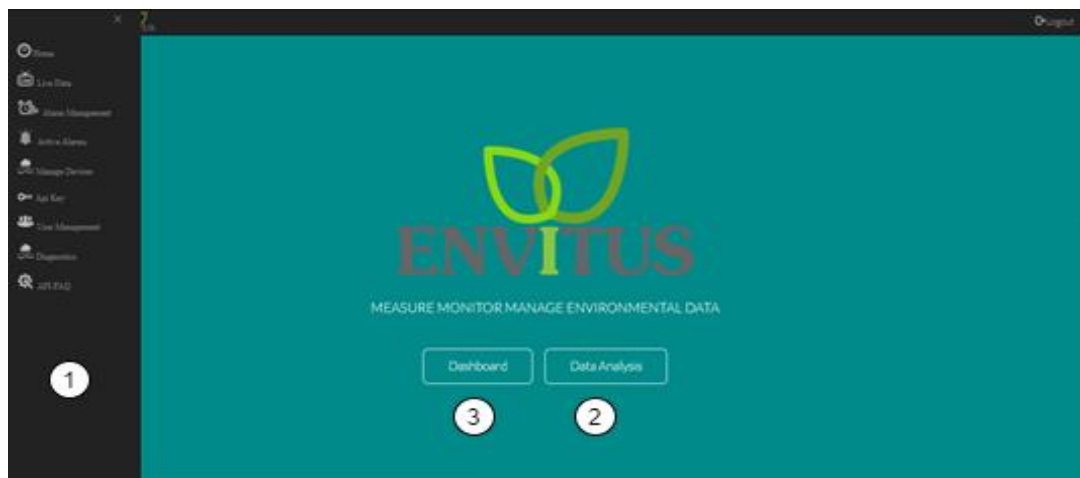 ×
Logout
Home
Live Data
Alarm Management
Active Alarms
Manage Devices
Api Key
User Management
Diagnostics
API FAQ
ENVITUS
MEASURE MONITOR MANAGE ENVIRONMENTAL DATA
Dashboard
Data Analysis
1
3
2